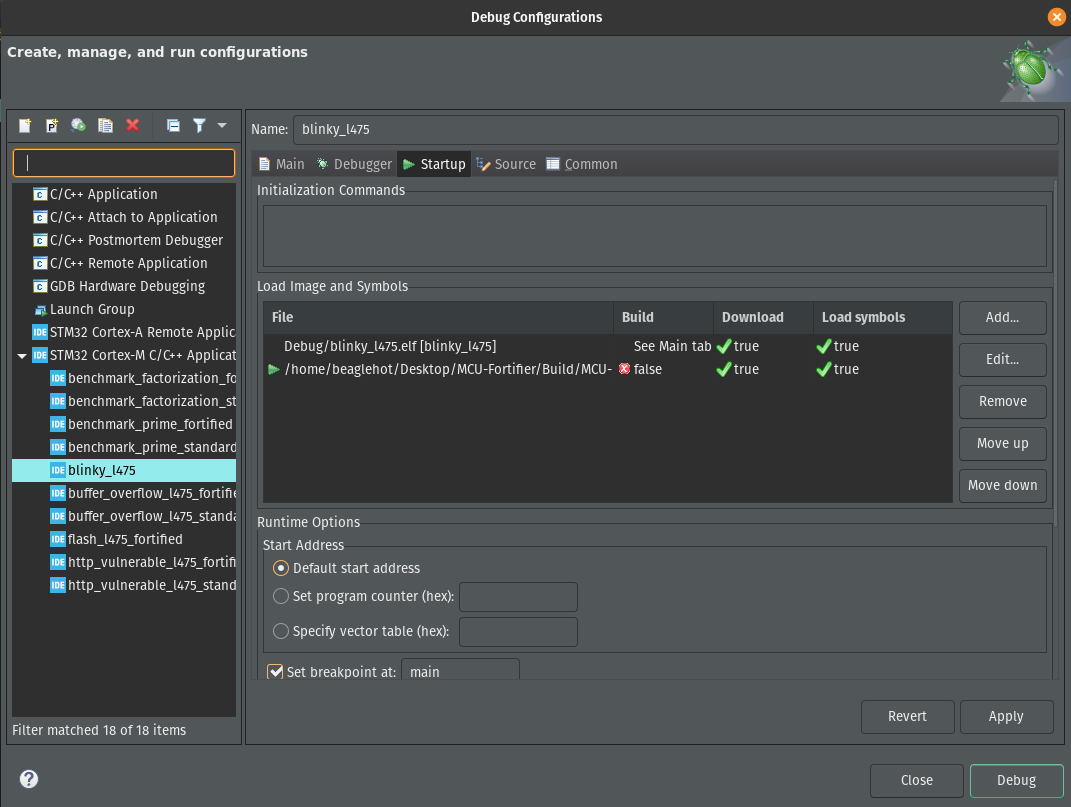 Debug Configurations
Create, manage, and run configurations
Name: blinky_l475
Main Debugger Startup Source Common
C/C++ Application
C/C++ Attach to Application
C/C++ Postmortem Debugger
C/C++ Remote Application
GDB Hardware Debugging
Launch Group
STM32 Cortex-A Remote Applic
STM32 Cortex-M C/C++ Applicat
benchmark_factorization_fo
benchmark_factorization_st
benchmark_prime_fortified
benchmark_prime_standard
blinky_l475
buffer_overflow_l475_fortifie
buffer_overflow_l475_standa
flash_l475_fortified
http_vulnerable_l475_fortifi
http_vulnerable_l475_stand
Filter matched 18 of 18 items
Initialization Commands
Load Image and Symbols
File Build Download Load symbols
Debug/blinky_l475.elf [blinky_l475] See Main tab true true
/home/beaglehot/Desktop/MCU-Fortifier/Build/MCU- false true true
Add...
Edit...
Remove
Move up
Move down
Runtime Options
Start Address
Default start address
Set program counter (hex):
Specify vector table (hex):
Set breakpoint at: main
Revert Apply
Close Debug